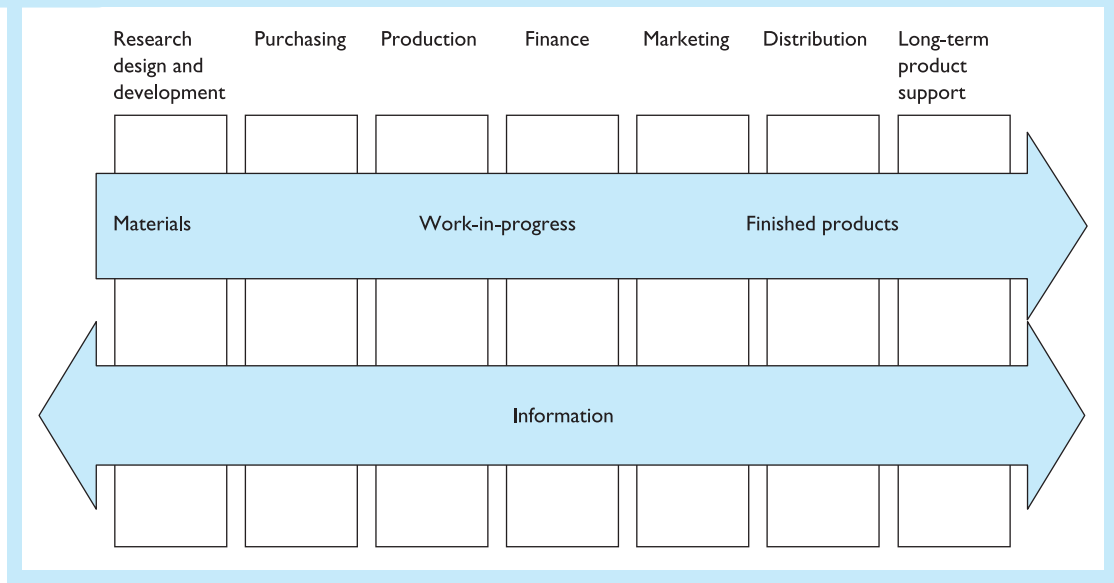 Research
design and
development
Purchasing
Production
Finance
Marketing
Distribution
Long-term
product
support
Materials
Work-in-progress
Finished products
Information